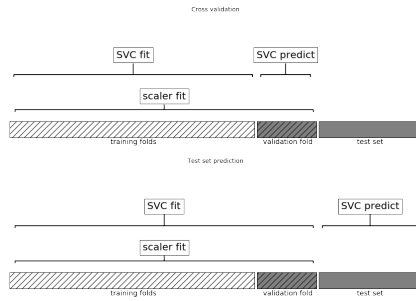 Cross validation
SVC fit SVC predict
scaler fit
training folds validation fold test set
Test set prediction
SVC fit SVC predict
scaler fit
training folds validation fold test set